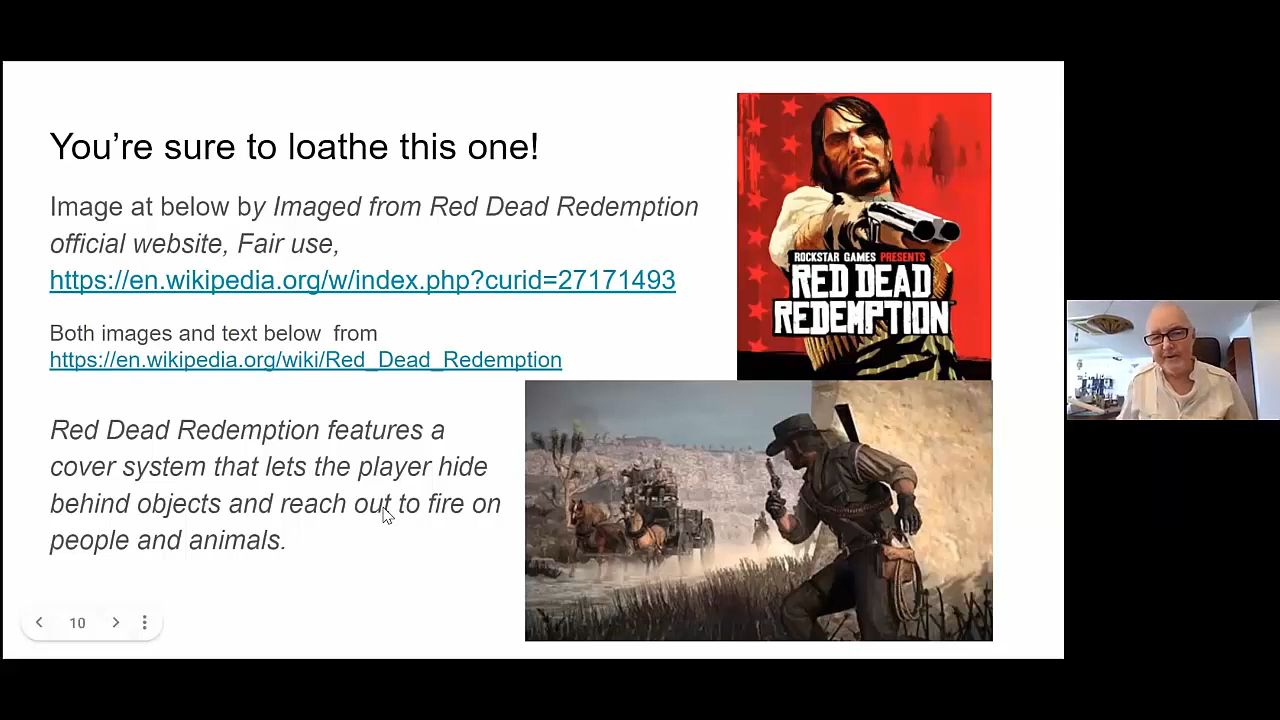 You're sure to loathe this one!
Image at below by Imaged from Red Dead Redemption
official website, Fair use,
https://en.wikipedia.org/w/index.php?curid=27171493
Both images and text below  from
https://en.wikipedia.org/wiki/Red_Dead_Redemption
Red Dead Redemption features a
cover system that lets the player hide
behind objects and reach out to fire on
people and animals.
ROCKSTAR GAMES PRESENTS
RED DEAD
REDEMPTION
10